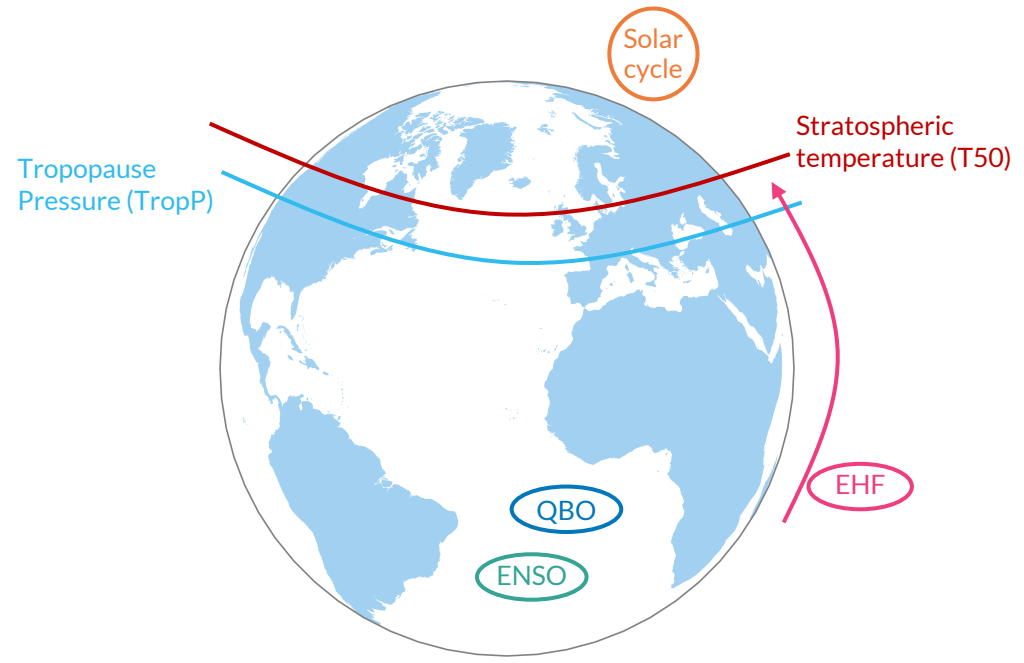 Solar
cycle
Stratospheric
temperature (T50)
Tropopause
Pressure (TropP)
EHF
QBO
ENSO